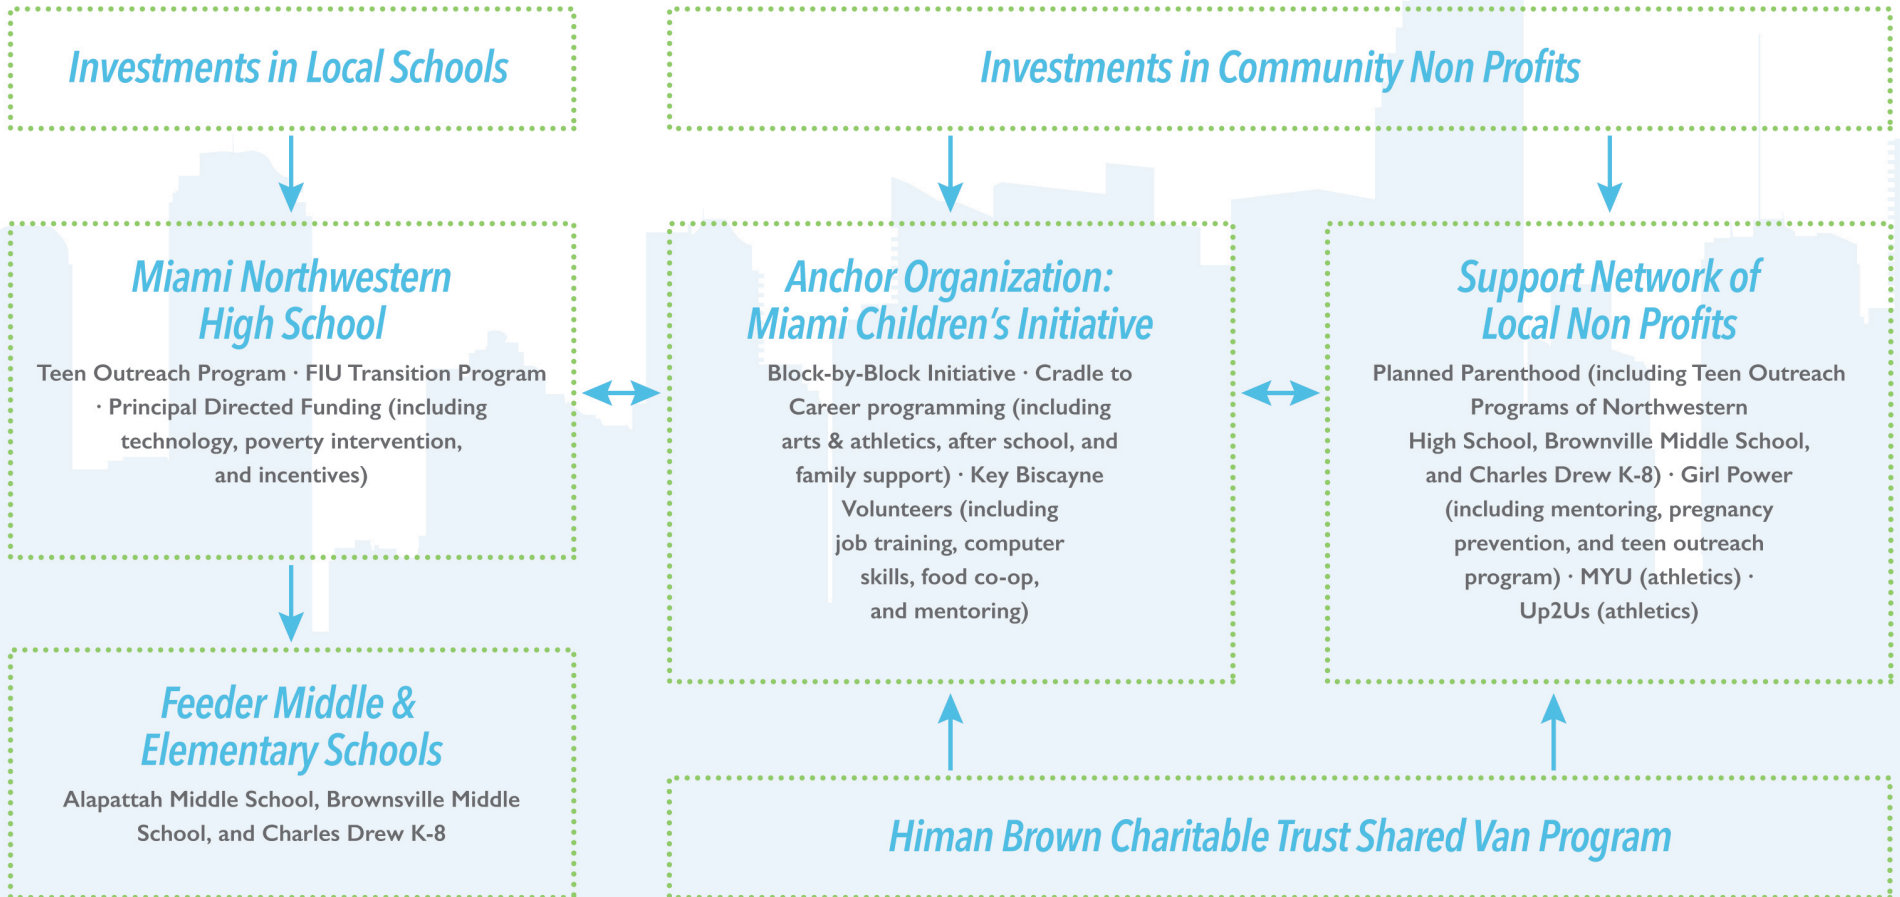 Investments in Local Schools
Investments in Community Non Profits
Miami Northwestern
High School
Teen Outreach Program · FIU Transition Program
· Principal Directed Funding (including
technology, poverty intervention,
and incentives)
Anchor Organization:
Miami Children's Initiative
Block-by-Block Initiative · Cradle to
Career programming (including
arts & athletics, after school, and
family support) · Key Biscayne
Volunteers (including
job training, computer
skills, food co-op,
and mentoring)
Support Network of
Local Non Profits
Planned Parenthood (including Teen Outreach
Programs of Northwestern
High School, Brownville Middle School,
and Charles Drew K-8) · Girl Power
(including mentoring, pregnancy
prevention, and teen outreach
program) · MYU (athletics) ·
Up2Us (athletics)
Feeder Middle &
Elementary Schools
Alapattah Middle School, Brownsville Middle
School, and Charles Drew K-8
Himan Brown Charitable Trust Shared Van Program